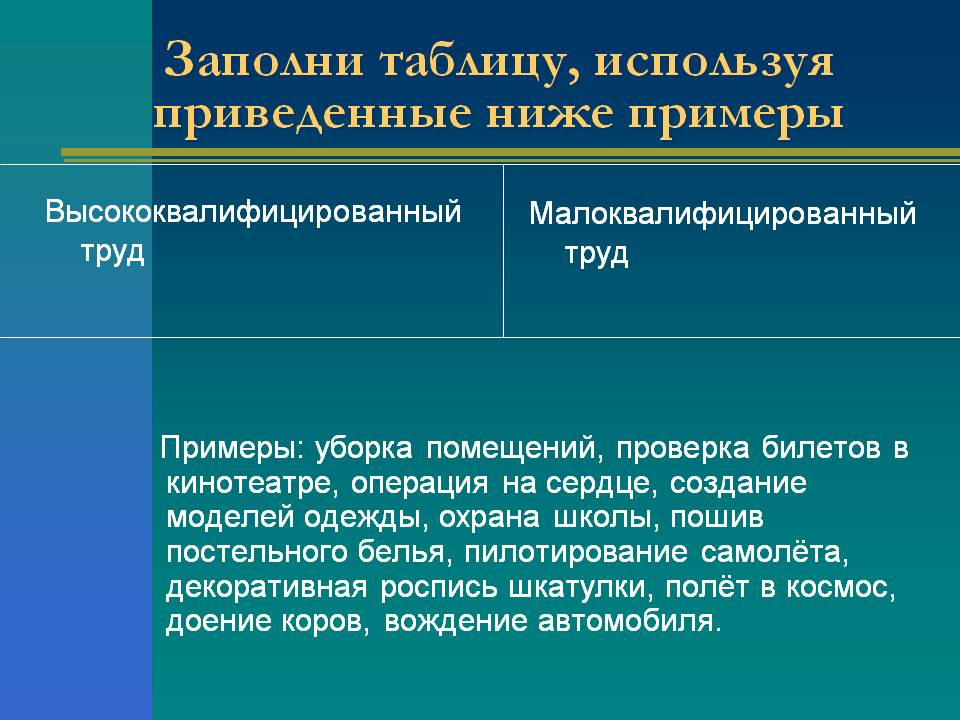 Заполни таблицу, используя
приведенные ниже примеры
Высококвалифицированный
труд
Малоквалифицированный
труд
Примеры: уборка помещений, проверка билетов в
кинотеатре, операция на сердце, создание
моделей одежды, охрана школы, пошив
постельного белья, пилотирование самолёта,
декоративная роспись шкатулки, полёт в космос,
доение коров, вождение автомобиля.